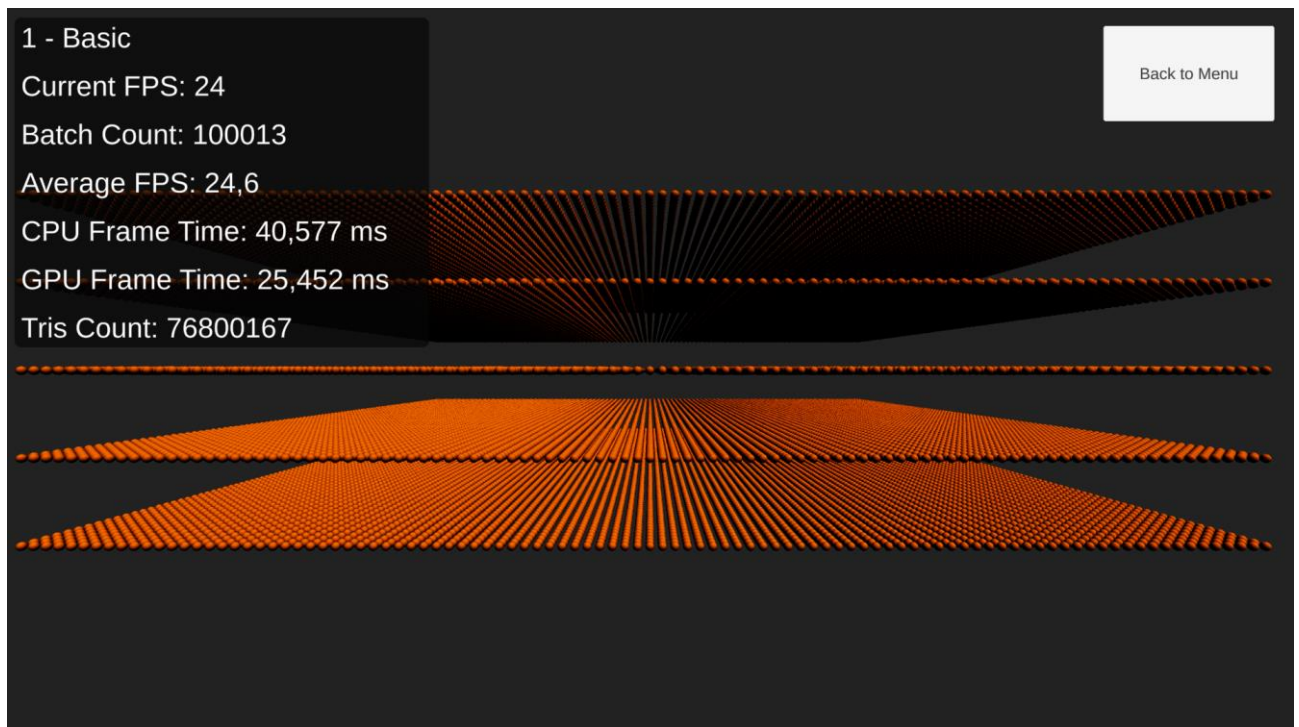 1 - Basic
Current FPS: 24
Batch Count: 100013
Average FPS: 24,6
CPU Frame Time: 40,577 ms
GPU Frame Time: 25,452 ms
Tris Count: 76800167
Back to Menu